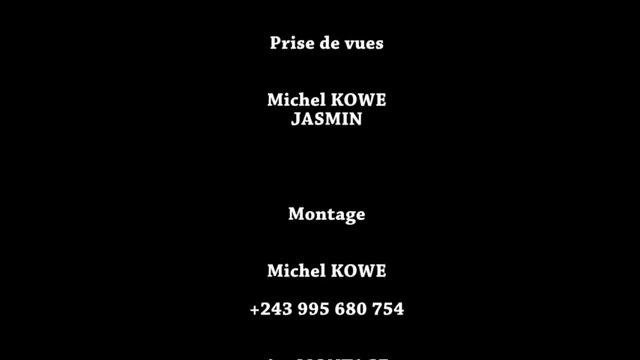 Prise de vues
Michel KOWE
JASMIN
Montage
Michel KOWE
+243 995 680 754